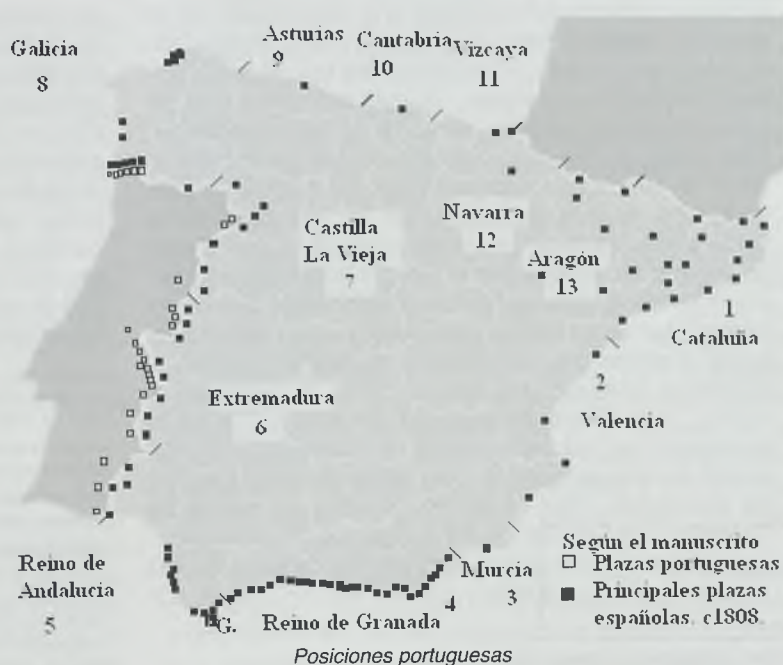 Galicia
8
Asturias
9
Cantabria
10
Vizcaya
11
Castilla
La Vieja
7
Navarra
12
Aragón
13
1
Cataluña
2
Valencia
Extremadura
6
Según el manuscrito
Plazas portuguesas
Principales plazas
españolas. c1808.
Murcia
3
4
Reino de
Andalucia
5
G.
Reino de Granada
Posiciones portuguesas